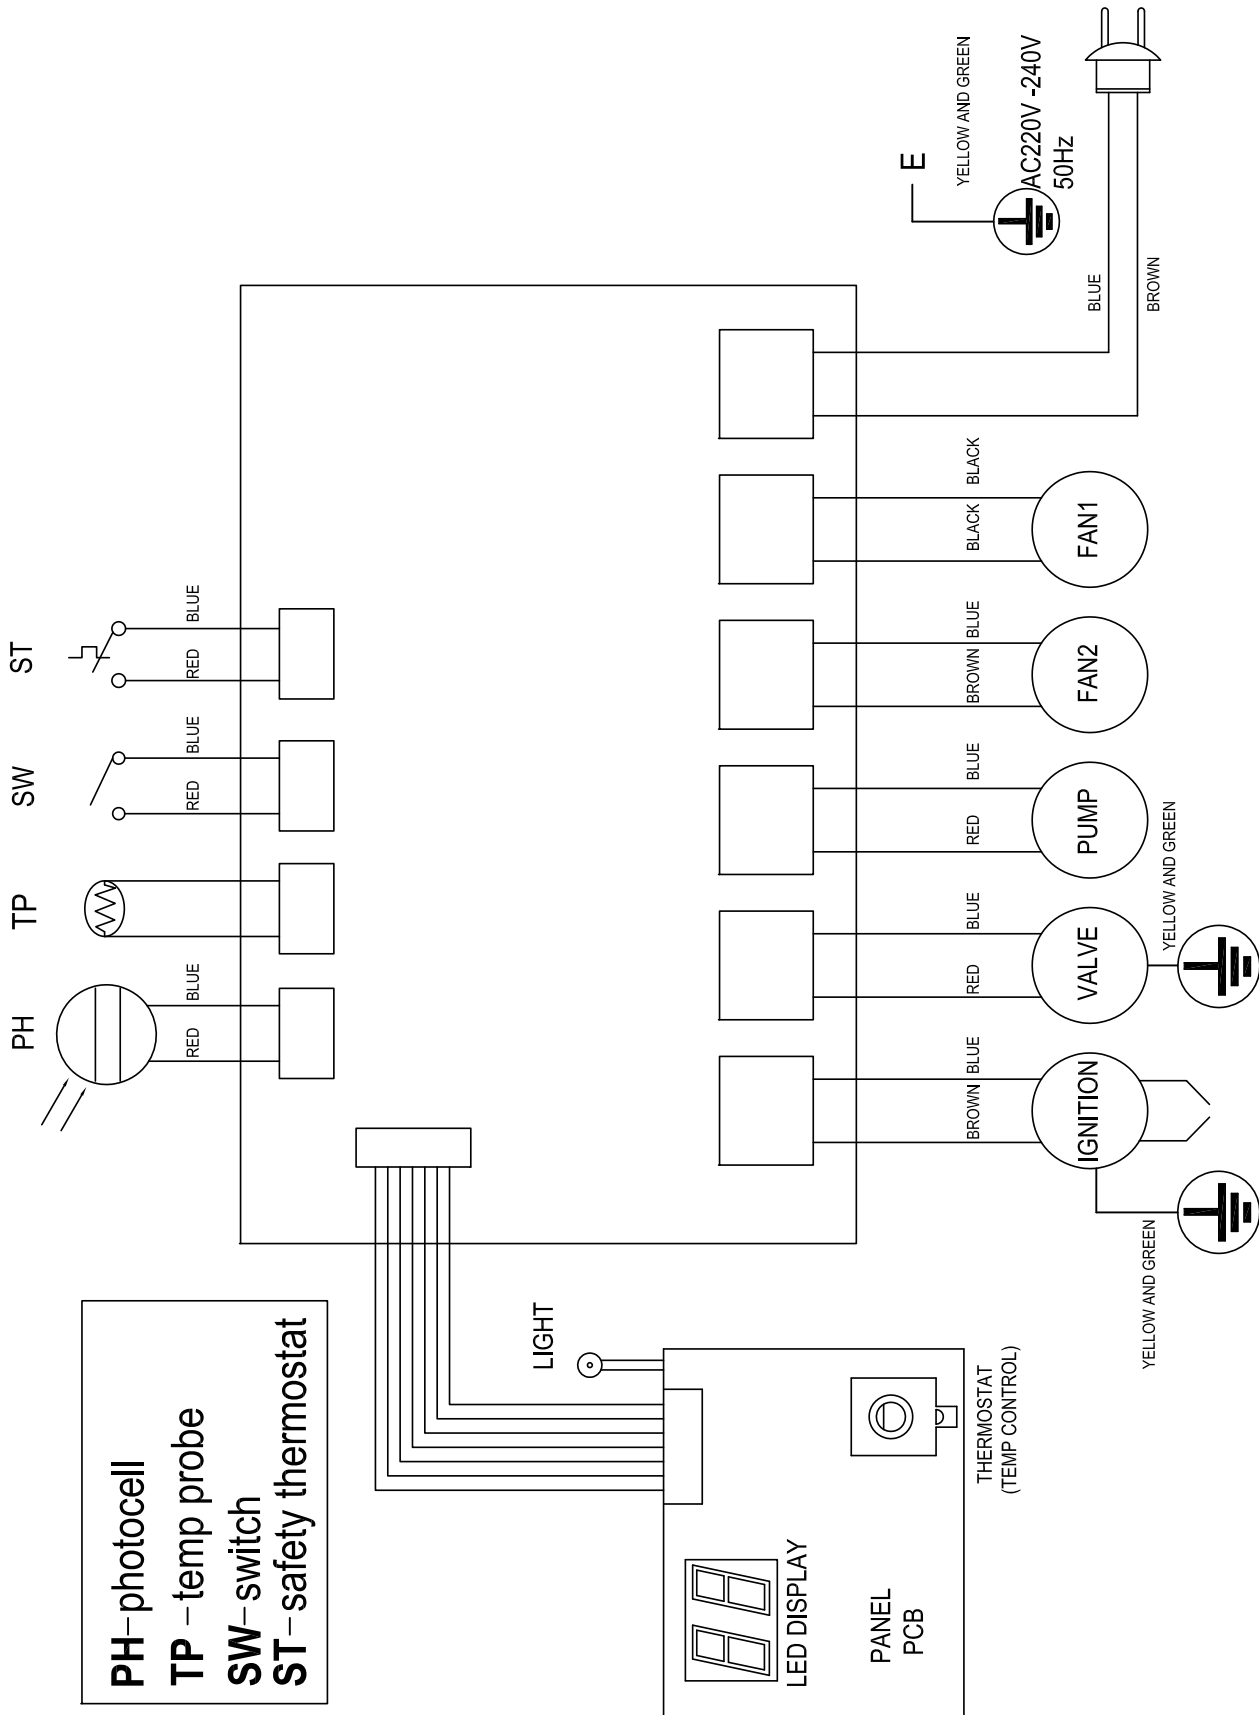 PH-photocell
TP-temp probe
SW-switch
ST-safety thermostat
PH
TP
SW
ST
RED
BLUE
RED
BLUE
RED
BLUE
LIGHT
LED DISPLAY
PANEL
PCB
THERMOSTAT
(TEMP CONTROL)
BROWN
BLUE
RED
BLUE
RED
BLUE
BROWN
BLUE
BLACK
BLACK
IGNITION
VALVE
PUMP
FAN2
FAN1
YELLOW AND GREEN
YELLOW AND GREEN
E
YELLOW AND GREEN
AC220V -240V
50Hz
BLUE
BROWN